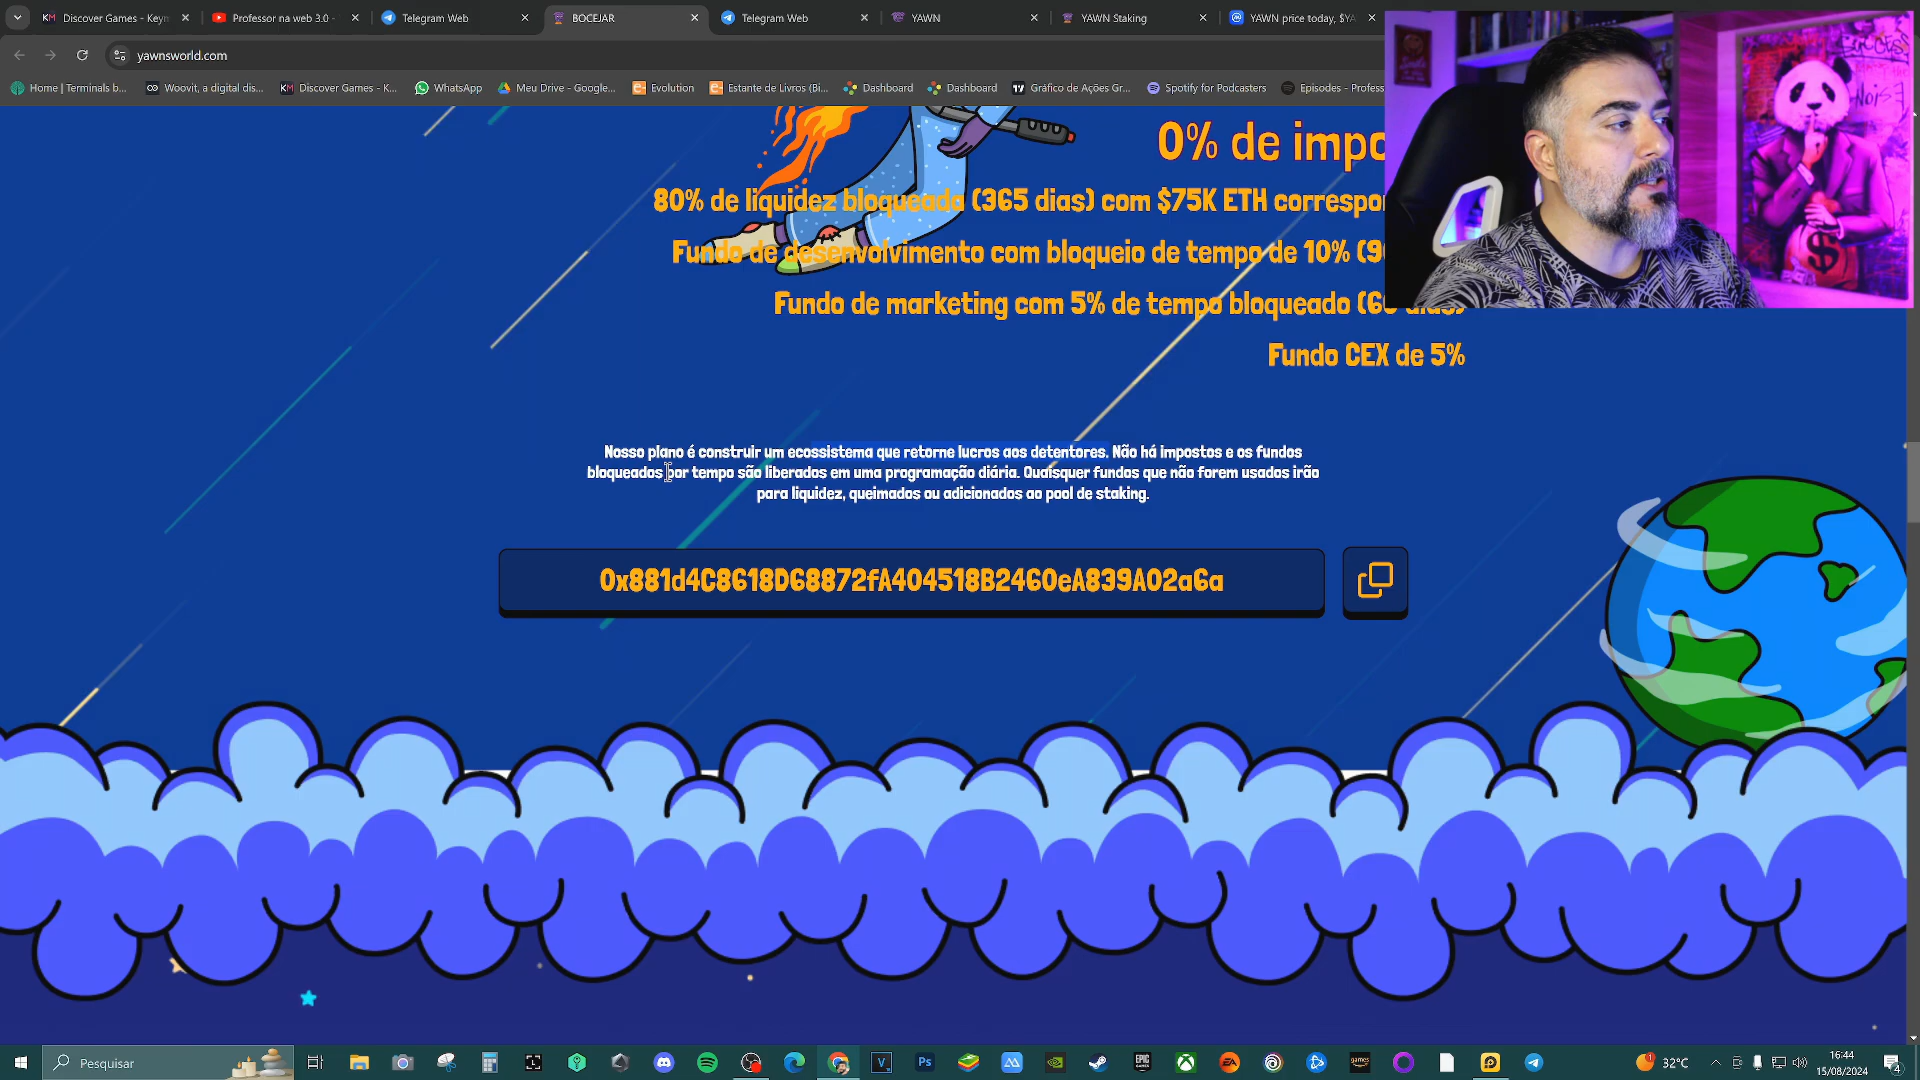 Discover Games - Keym
Professor na web 3.0 -
Telegram Web
BOCEJAR
Telegram Web
YAWN
YAWN Staking
YAWN price today, $YA
yawnsworld.com
Home | Terminals b...
Woovit, a digital dis...
Discover Games - K...
WhatsApp
Meu Drive - Google...
Evolution
Estante de Livros (Bi...
Dashboard
Dashboard
Gráfico de Ações Gr...
Spotify for Podcasters
Episodes - Profess
0% de impo
80% de liquidez bloqueada (365 dias) com $75K ETH correspon
Fundo de desenvolvimento com bloqueio de tempo de 10% (90
Fundo de marketing com 5% de tempo bloqueado (60 dias)
Fundo CEX de 5%
Nosso plano é construir um ecossistema que retorne lucros aos detentores. Não há impostos e os fundos
bloqueados por tempo são liberados em uma programação diária. Quaisquer fundos que não forem usados irão
para liquidez, queimados ou adicionados ao pool de staking.
0x881d4C8618D68872fA404518B2460eA839A02a6a
Pesquisar
32°C
16:44
15/08/2024
4